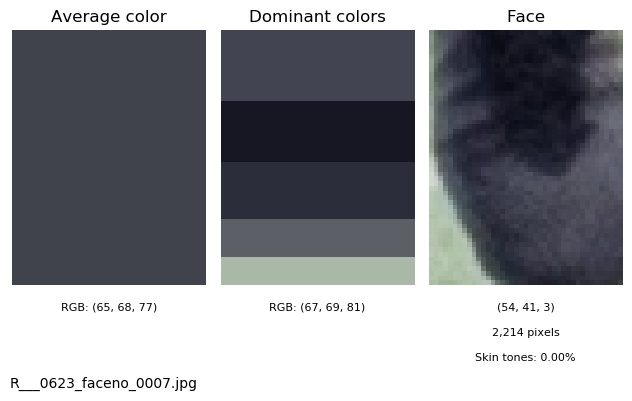 Average color
Dominant colors
Face
RGB: (65, 68, 77)
RGB: (67, 69, 81)
(54, 41, 3)
2,214 pixels
Skin tones: 0.00%
R___0623_faceno_0007.jpg